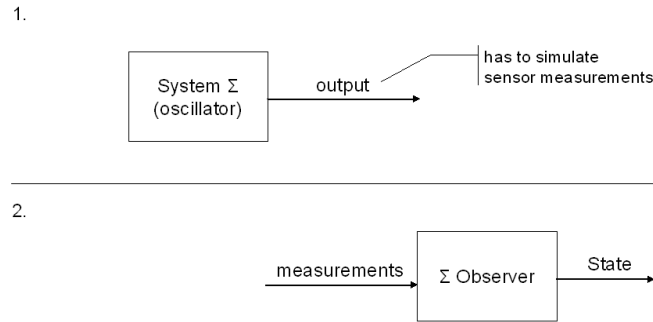 1.
System Σ
(oscillator)
output
has to simulate
sensor measurements
2.
measurements
Σ Observer
State